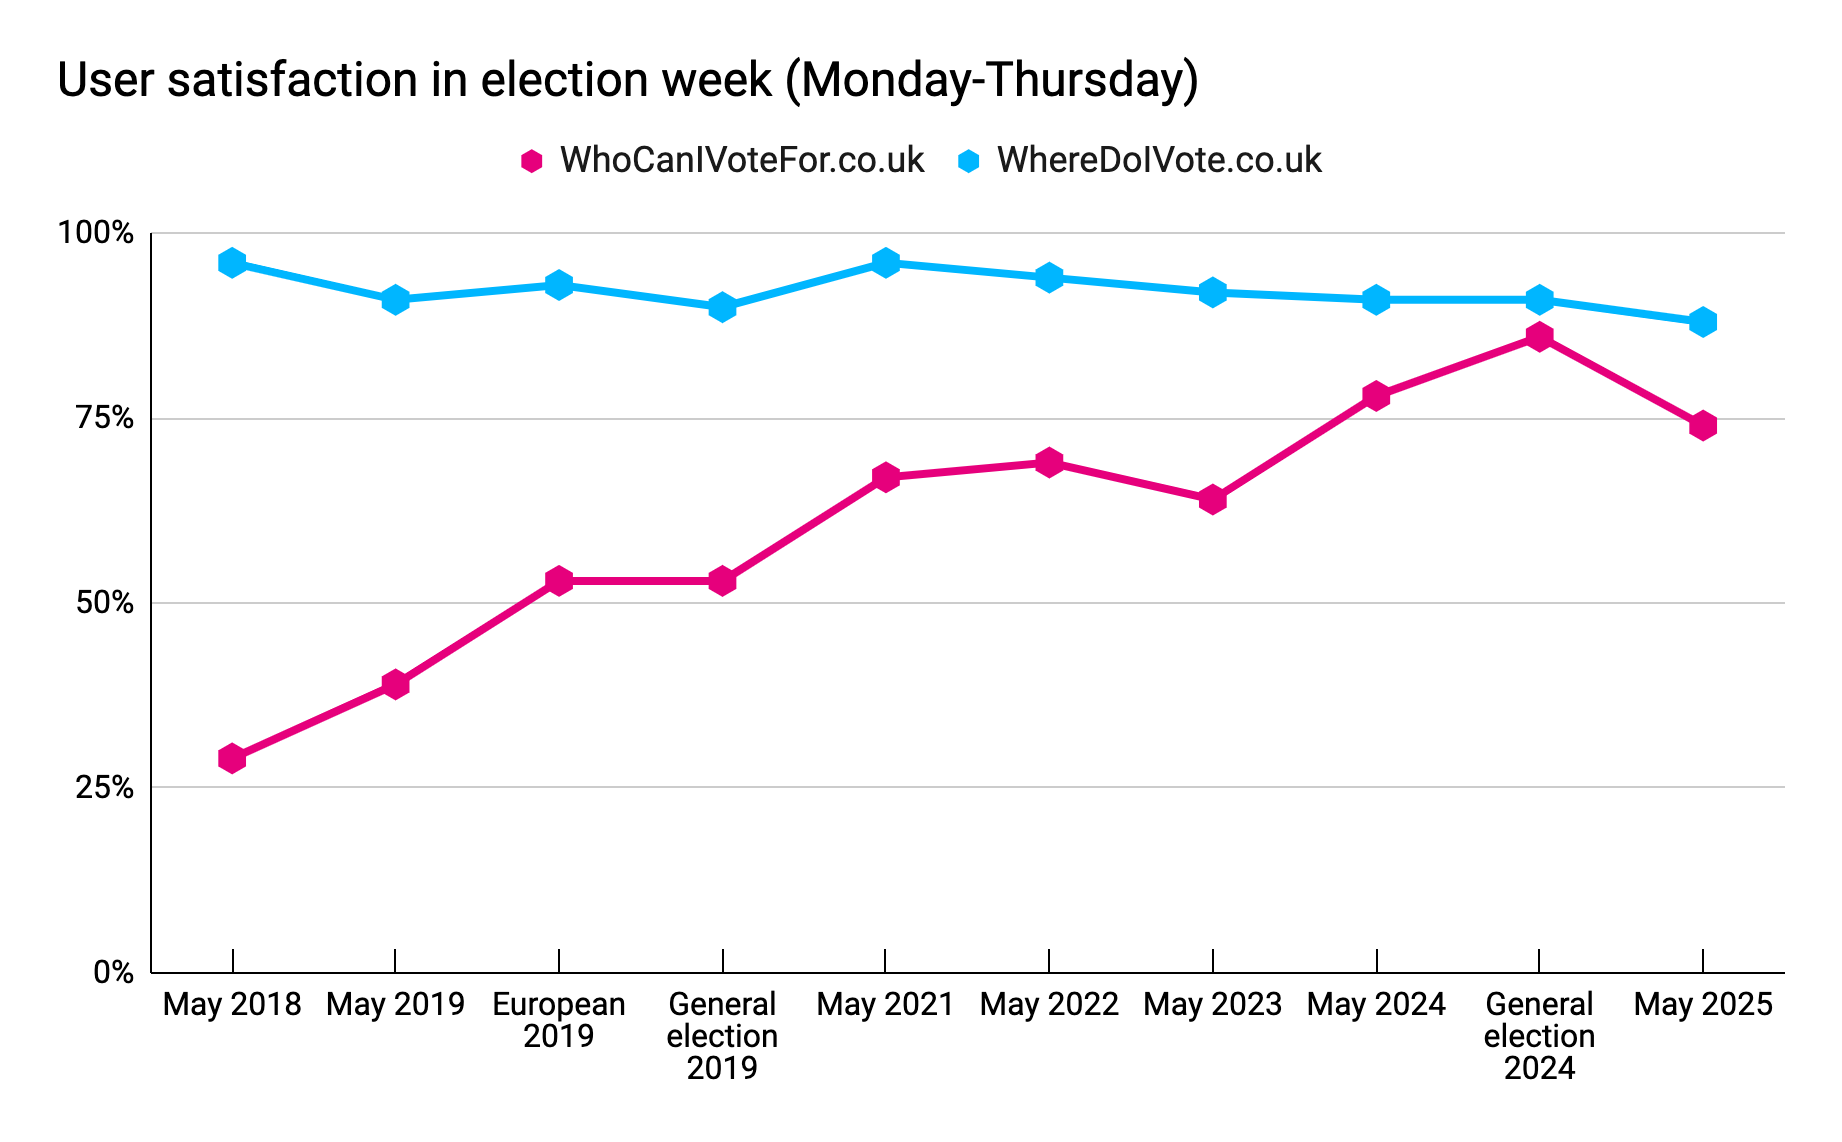 User satisfaction in election week (Monday-Thursday)
WhoCanIVoteFor.co.uk
WhereDoIVote.co.uk
100%
75%
50%
25%
0%
May 2018
May 2019
European
2019
General
election
2019
May 2021
May 2022
May 2023
May 2024
General
election
2024
May 2025